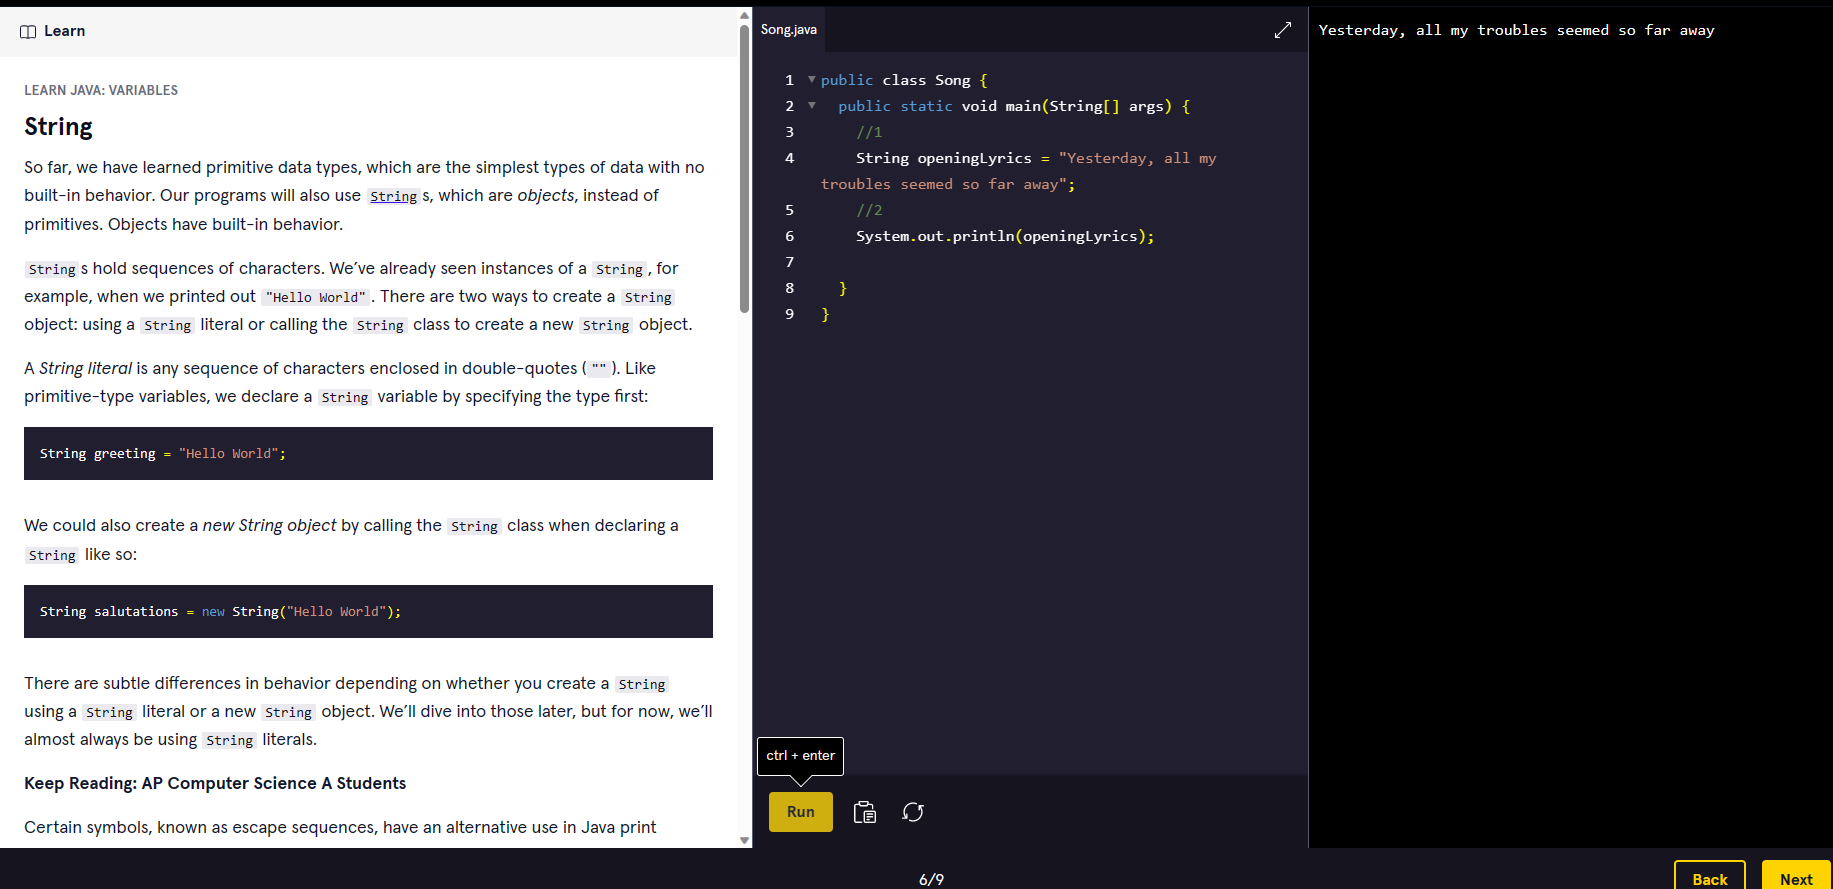 Learn
LEARN JAVA: VARIABLES
String
So far, we have learned primitive data types, which are the simplest types of data with no
built-in behavior. Our programs will also use Strings, which are objects, instead of
primitives. Objects have built-in behavior.
Strings hold sequences of characters. We’ve already seen instances of a String, for
example, when we printed out "Hello World". There are two ways to create a String
object: using a String literal or calling the String class to create a new String object.
A String literal is any sequence of characters enclosed in double-quotes (""). Like
primitive-type variables, we declare a String variable by specifying the type first:
String greeting = "Hello World";
We could also create a new String object by calling the String class when declaring a
String like so:
String salutations = new String("Hello World");
There are subtle differences in behavior depending on whether you create a String
using a String literal or a new String object. We’ll dive into those later, but for now, we’ll
almost always be using String literals.
Keep Reading: AP Computer Science A Students
Certain symbols, known as escape sequences, have an alternative use in Java print
Song.java
1 public class Song {
2 public static void main(String[] args) {
3 //1
4 String openingLyrics = "Yesterday, all my
troubles seemed so far away";
5 //2
6 System.out.println(openingLyrics);
7
8 }
9 }
ctrl + enter
Run
Yesterday, all my troubles seemed so far away
6/9
Back
Next